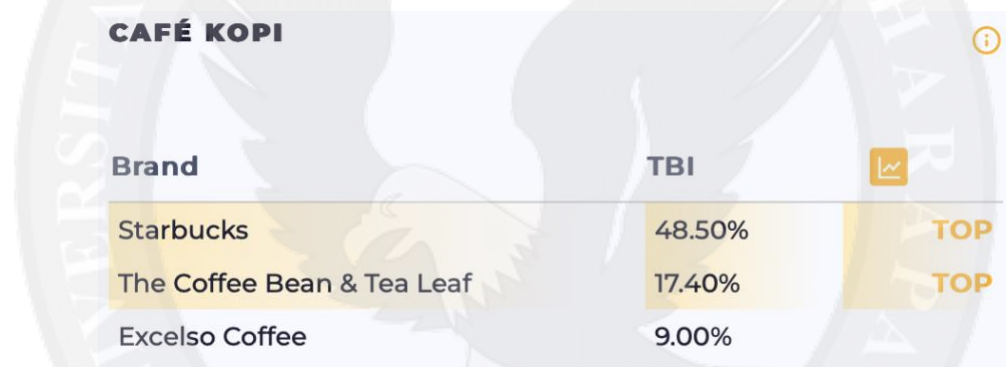 CAFÉ KOPI
Brand TBI
Starbucks 48.50% TOP
The Coffee Bean & Tea Leaf 17.40% TOP
Excelso Coffee 9.00%